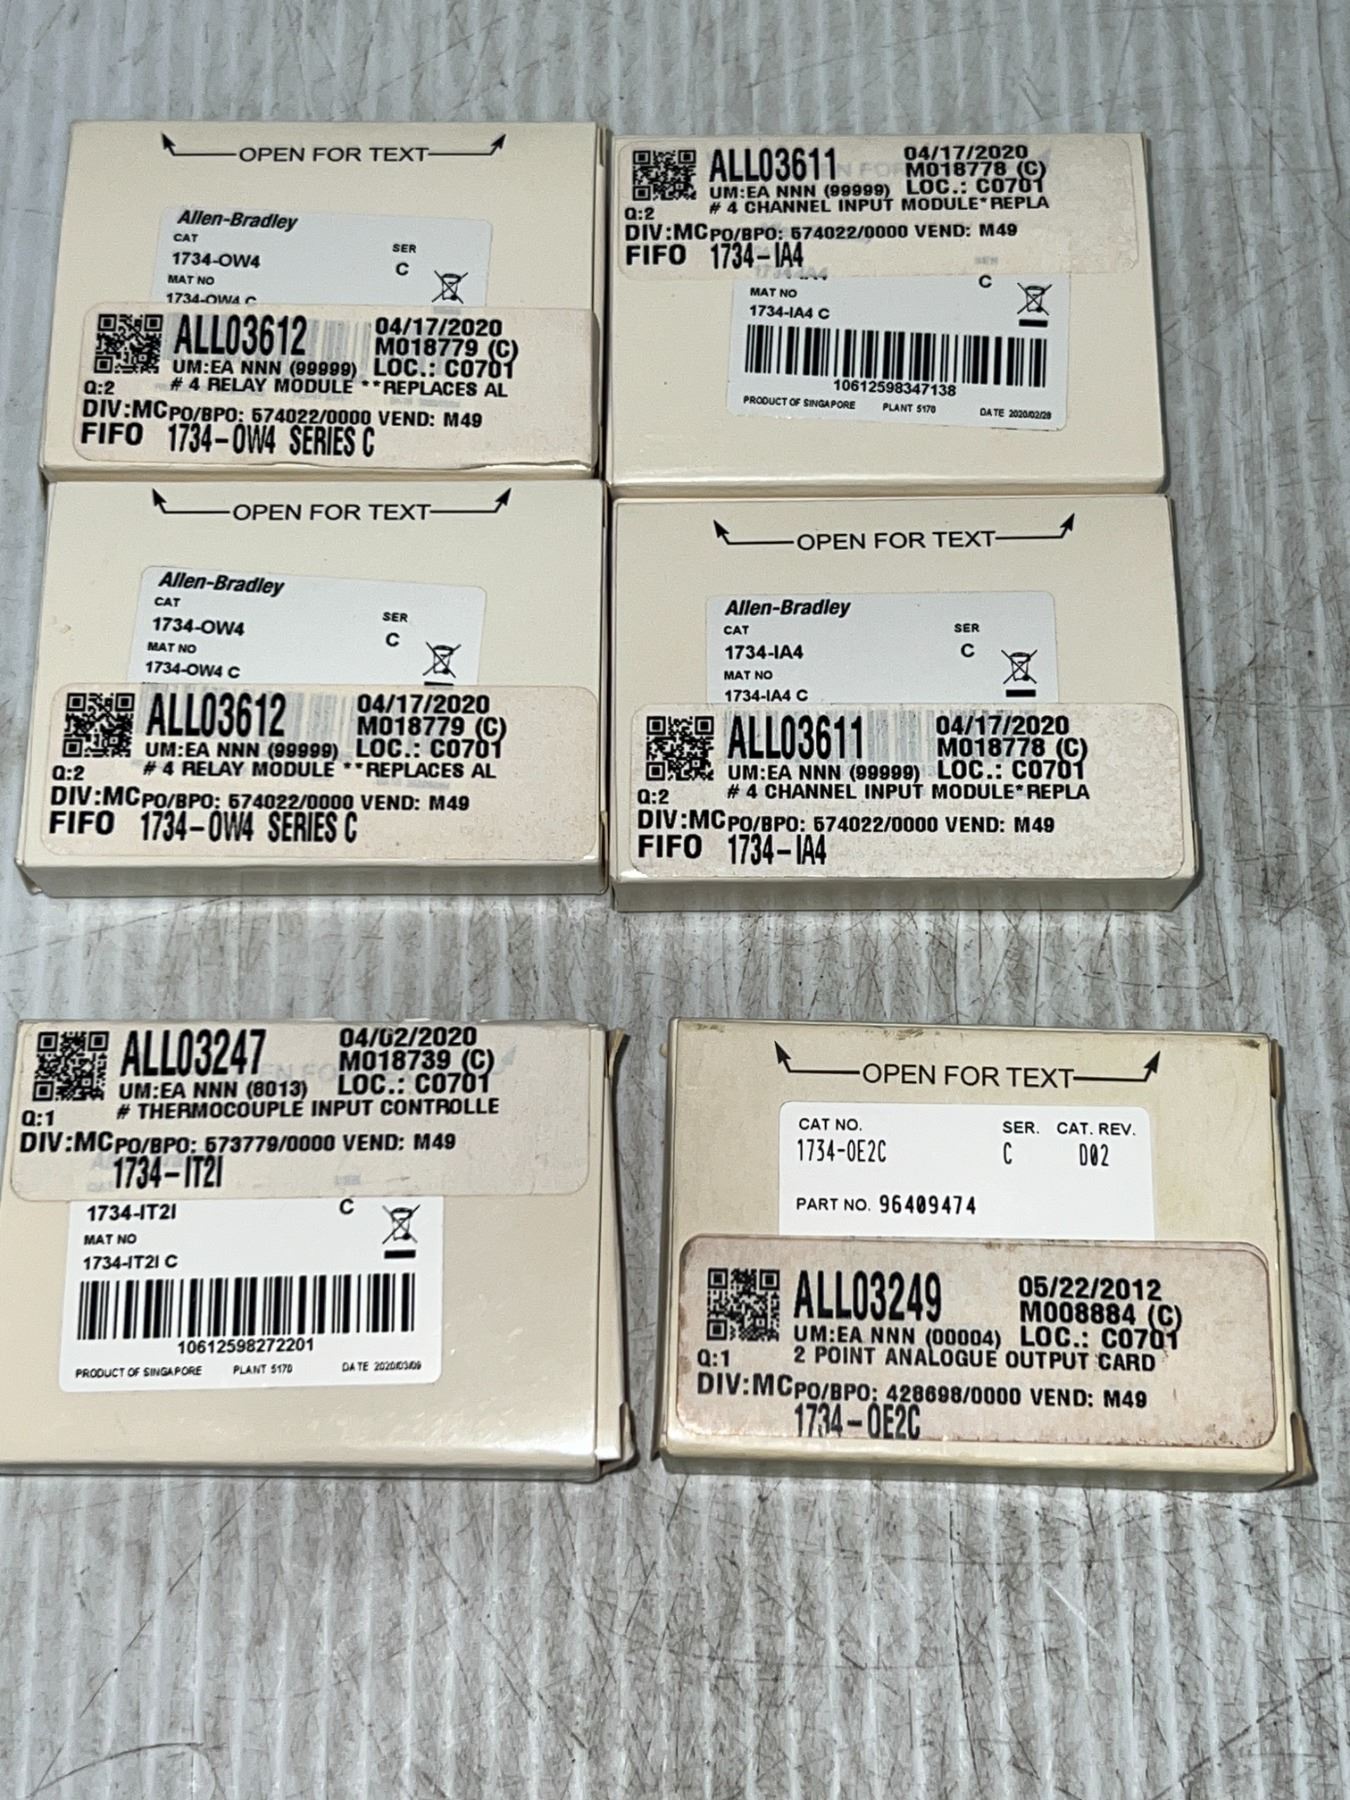 OPEN FOR TEXT
Allen-Bradley
CAT
SER
1734-OW4
C
MAT NO
1734-OW4 C
ALL03612
04/17/2020
M018779 (C)
UM:EA NNN (99999)
LOC.: C0701
Q:2
# 4 RELAY MODULE **REPLACES AL
DIV:MC PO/BPO: 574022/0000 VEND: M49
FIFO 1734-OW4 SERIES C
ALL03611
04/17/2020
M018778 (C)
UM:EA NNN (99999)
LOC.: C0701
Q:2
# 4 CHANNEL INPUT MODULE*REPLA
DIV:MC PO/BPO: 574022/0000 VEND: M49
FIFO 1734-IA4
C
MAT NO
1734-IA4 C
10612598347138
PRODUCT OF SINGAPORE PLANT 5170 DATE 2020/02/28
OPEN FOR TEXT
Allen-Bradley
CAT
SER
1734-OW4
C
MAT NO
1734-OW4 C
ALL03612
04/17/2020
M018779 (C)
UM:EA NNN (99999)
LOC.: C0701
Q:2
# 4 RELAY MODULE **REPLACES AL
DIV:MC PO/BPO: 574022/0000 VEND: M49
FIFO 1734-OW4 SERIES C
OPEN FOR TEXT
Allen-Bradley
CAT
SER
1734-IA4
C
MAT NO
1734-IA4 C
ALL03611
04/17/2020
M018778 (C)
UM:EA NNN (99999)
LOC.: C0701
Q:2
# 4 CHANNEL INPUT MODULE*REPLA
DIV:MC PO/BPO: 574022/0000 VEND: M49
FIFO 1734-IA4
ALL03247
04/02/2020
M018739 (C)
UM:EA NNN (8013)
LOC.: C0701
Q:1
# THERMOCOUPLE INPUT CONTROLLE
DIV:MC PO/BPO: 573779/0000 VEND: M49
1734-IT2I
1734-IT2I
C
MAT NO
1734-IT2I C
10612598272201
PRODUCT OF SINGAPORE PLANT 5170 DATE 2020/03/09
OPEN FOR TEXT
CAT NO. SER. CAT. REV.
1734-OE2C C D02
PART NO. 96409474
ALL03249
05/22/2012
M008884 (C)
UM:EA NNN (00004)
LOC.: C0701
Q:1
2 POINT ANALOGUE OUTPUT CARD
DIV:MC PO/BPO: 428698/0000 VEND: M49
1734-OE2C